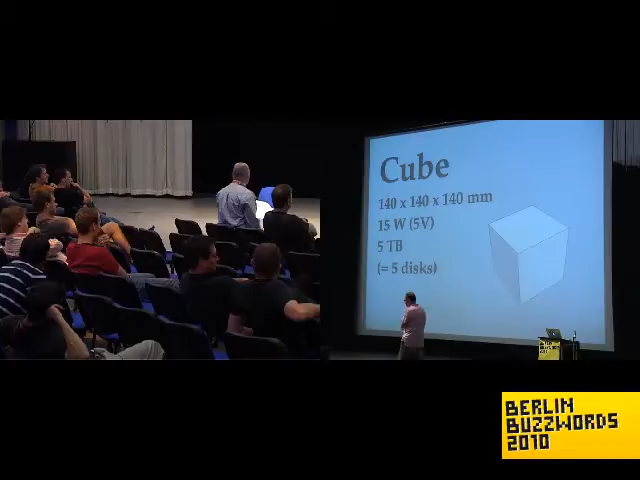 Cube
140 x 140 x 140 mm
15 W (5V)
5 TB
(= 5 disks)
BERLIN
BUZZWORDS
2010